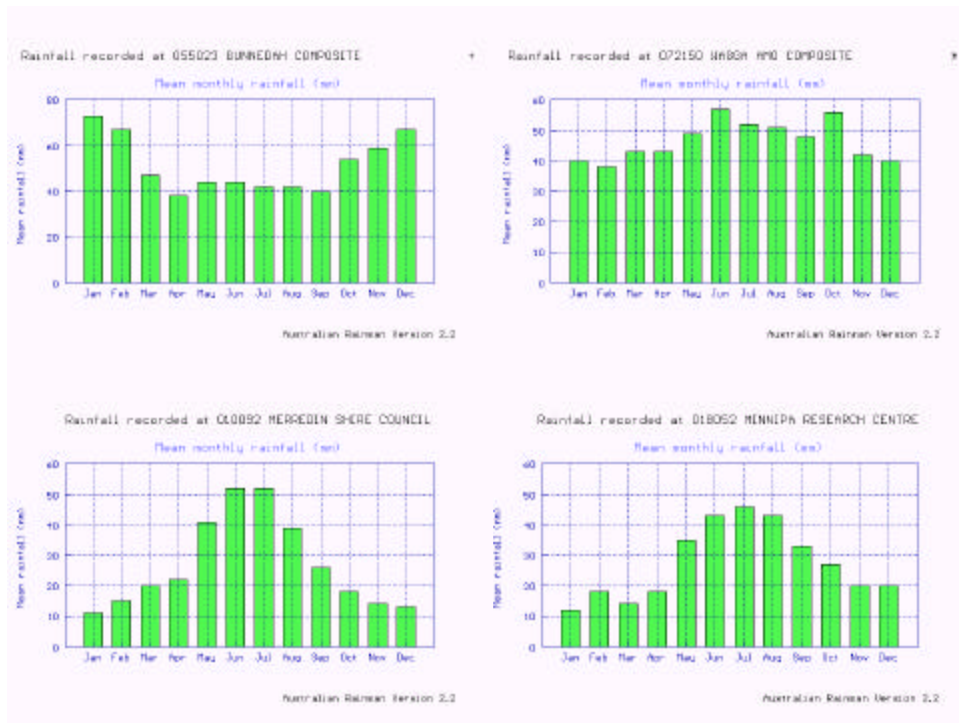 Rainfall recorded at 055023 GUNNEDAH COMPOSITE
Mean monthly rainfall (mm)
Mean rainfall (mm)
80
60
40
20
0
Jan Feb Mar Apr May Jun Jul Aug Sep Oct Nov Dec
Australian Rainman Version 2.2
Rainfall recorded at 072150 WAGGA AMO COMPOSITE
Mean monthly rainfall (mm)
Mean rainfall (mm)
60
50
40
30
20
10
0
Jan Feb Mar Apr May Jun Jul Aug Sep Oct Nov Dec
Australian Rainman Version 2.2
Rainfall recorded at 010092 MERREDIN SHIRE COUNCIL
Mean monthly rainfall (mm)
Mean rainfall (mm)
60
50
40
30
20
10
0
Jan Feb Mar Apr May Jun Jul Aug Sep Oct Nov Dec
Australian Rainman Version 2.2
Rainfall recorded at 018052 MINNIPA RESEARCH CENTRE
Mean monthly rainfall (mm)
Mean rainfall (mm)
60
50
40
30
20
10
0
Jan Feb Mar Apr May Jun Jul Aug Sep Oct Nov Dec
Australian Rainman Version 2.2